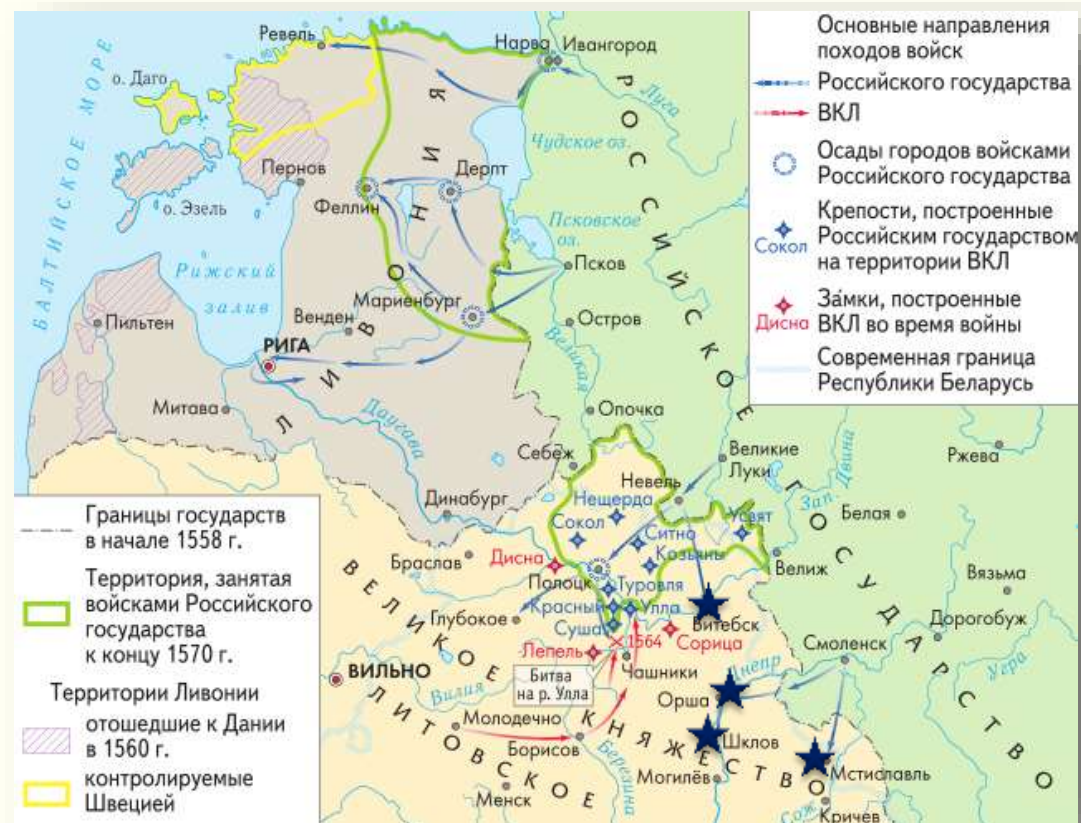 Основные направления
походов войск
Российского государства
ВКЛ
Осады городов войсками
Российского государства
Крепости, построенные
Сокол
Российским государством
на территории ВКЛ
За́мки, построенные
Дисна
ВКЛ во время войны
Современная граница
Республики Беларусь
БАЛТИЙСКОЕ МОРЕ
Ревель
Нарва
Ивангород
о. Даго
Луга
Чудское оз.
Пернов
Дерпт
Феллин
о. Эзель
Псковское
оз.
Псков
Рижский
залив
Мариенбург
Венден
Остров
Пильтен
РИГА
Великая
Митава
ЛИВОНИЯ
РОССИЙСКОЕ ГОСУДАРСТВО
Даугава
Опочка
Себеж
Великие
Луки
Ржева
Зап. Двина
Невель
Динабург
Нещерда
Сокол
Усвят
Ситно
Белая
Козьяны
Браслав
Дисна
Полоцк
Туровля
Велиж
Вязьма
Глубокое
Красный
Улла
Витебск
Суша
Сорица
Дорогобуж
1564
Смоленск
Лепель
Чашники
Днепр
Угра
ВИЛЬНО
Битва
на р. Улла
Вилия
Орша
Молодечно
Борисов
Шклов
Березина
Могилёв
Мстиславль
Менск
Сож
Кричев
ВЕЛИКОЕ
ЛИТОВСКОЕ
КНЯЖЕСТВО
Границы государств
в начале 1558 г.
Территория, занятая
войсками Российского
государства
к концу 1570 г.
Территории Ливонии
отошедшие к Дании
в 1560 г.
контролируемые
Швецией